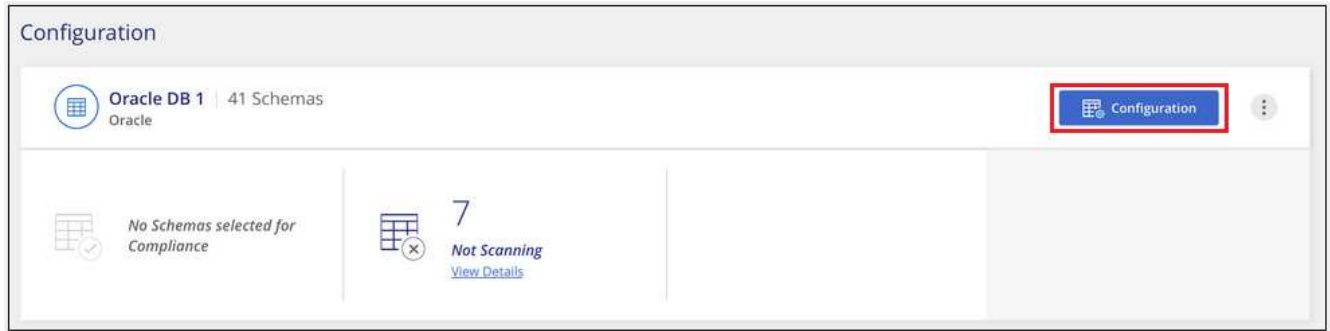 Configuration
Oracle DB 1 | 41 Schemas
Oracle
Configuration
No Schemas selected for
Compliance
7
Not Scanning
View Details